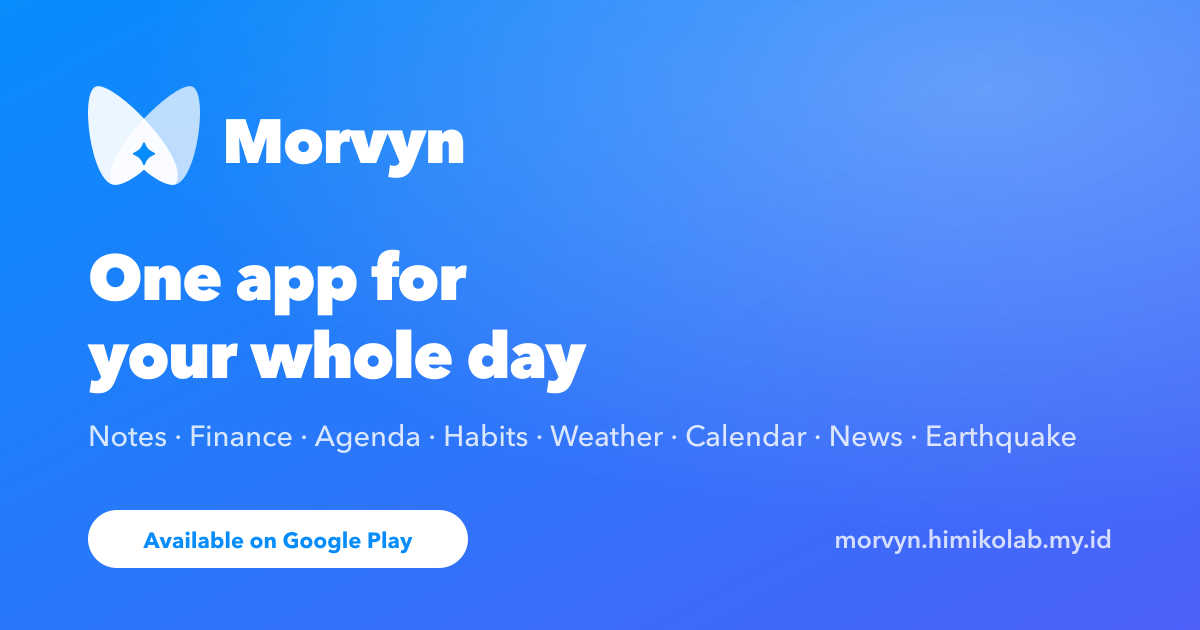 Morvyn
One app for
your whole day
Notes · Finance · Agenda · Habits · Weather · Calendar · News · Earthquake
Available on Google Play
morvyn.himikolab.my.id